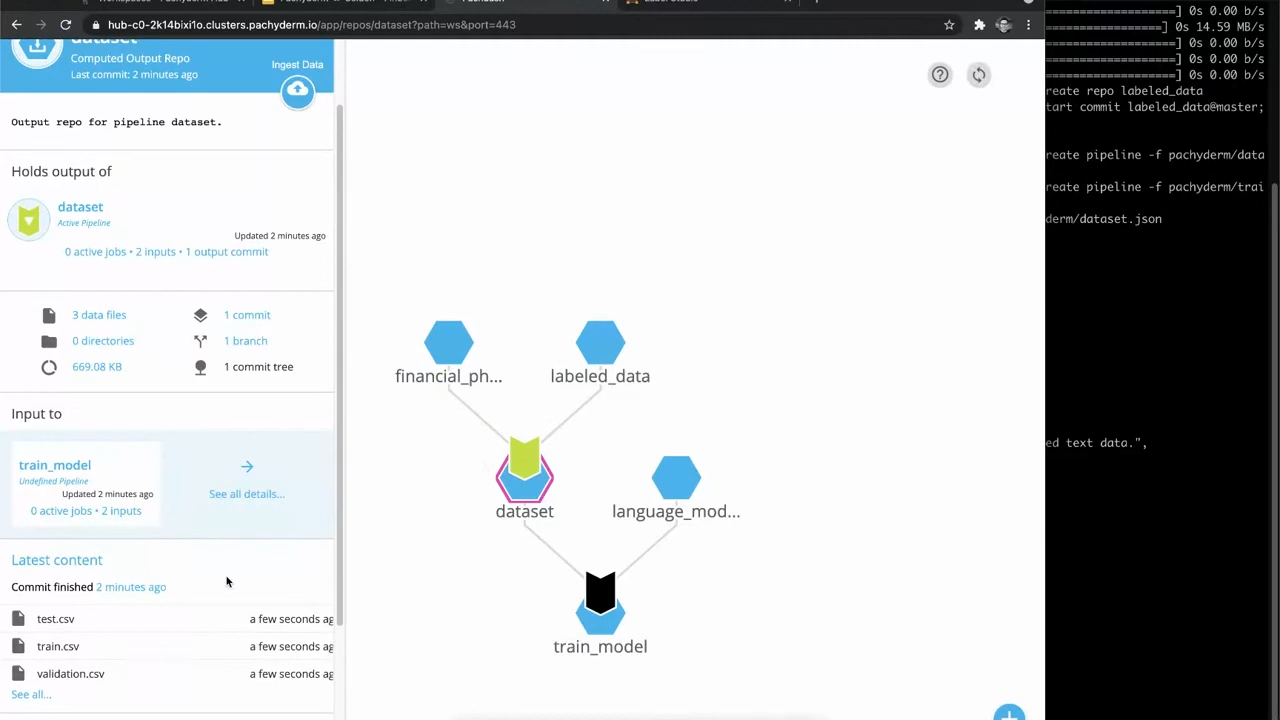 hub-c0-2k14bixi1o.clusters.pachyderm.io/app/repos/dataset?path=ws&port=443
dataset
Computed Output Repo
Last commit: 2 minutes ago
Ingest Data
Output repo for pipeline dataset.
Holds output of
dataset
Active Pipeline
Updated 2 minutes ago
0 active jobs • 2 inputs • 1 output commit
3 data files
1 commit
0 directories
1 branch
669.08 KB
1 commit tree
Input to
train_model
Undefined Pipeline
Updated 2 minutes ago
0 active jobs • 2 inputs
See all details...
Latest content
Commit finished 2 minutes ago
test.csv a few seconds ag
train.csv a few seconds ag
validation.csv a few seconds ag
See all...
financial_ph...
labeled_data
dataset
language_mod...
train_model
====================] 0s 0.00 b/s
==================] 0s 14.59 MB/s
====================] 0s 0.00 b/s
====================] 0s 0.00 b/s
====================] 0s 0.00 b/s
reate repo labeled_data
tart commit labeled_data@master;
reate pipeline -f pachyderm/data
reate pipeline -f pachyderm/trai
derm/dataset.json
ed text data.",